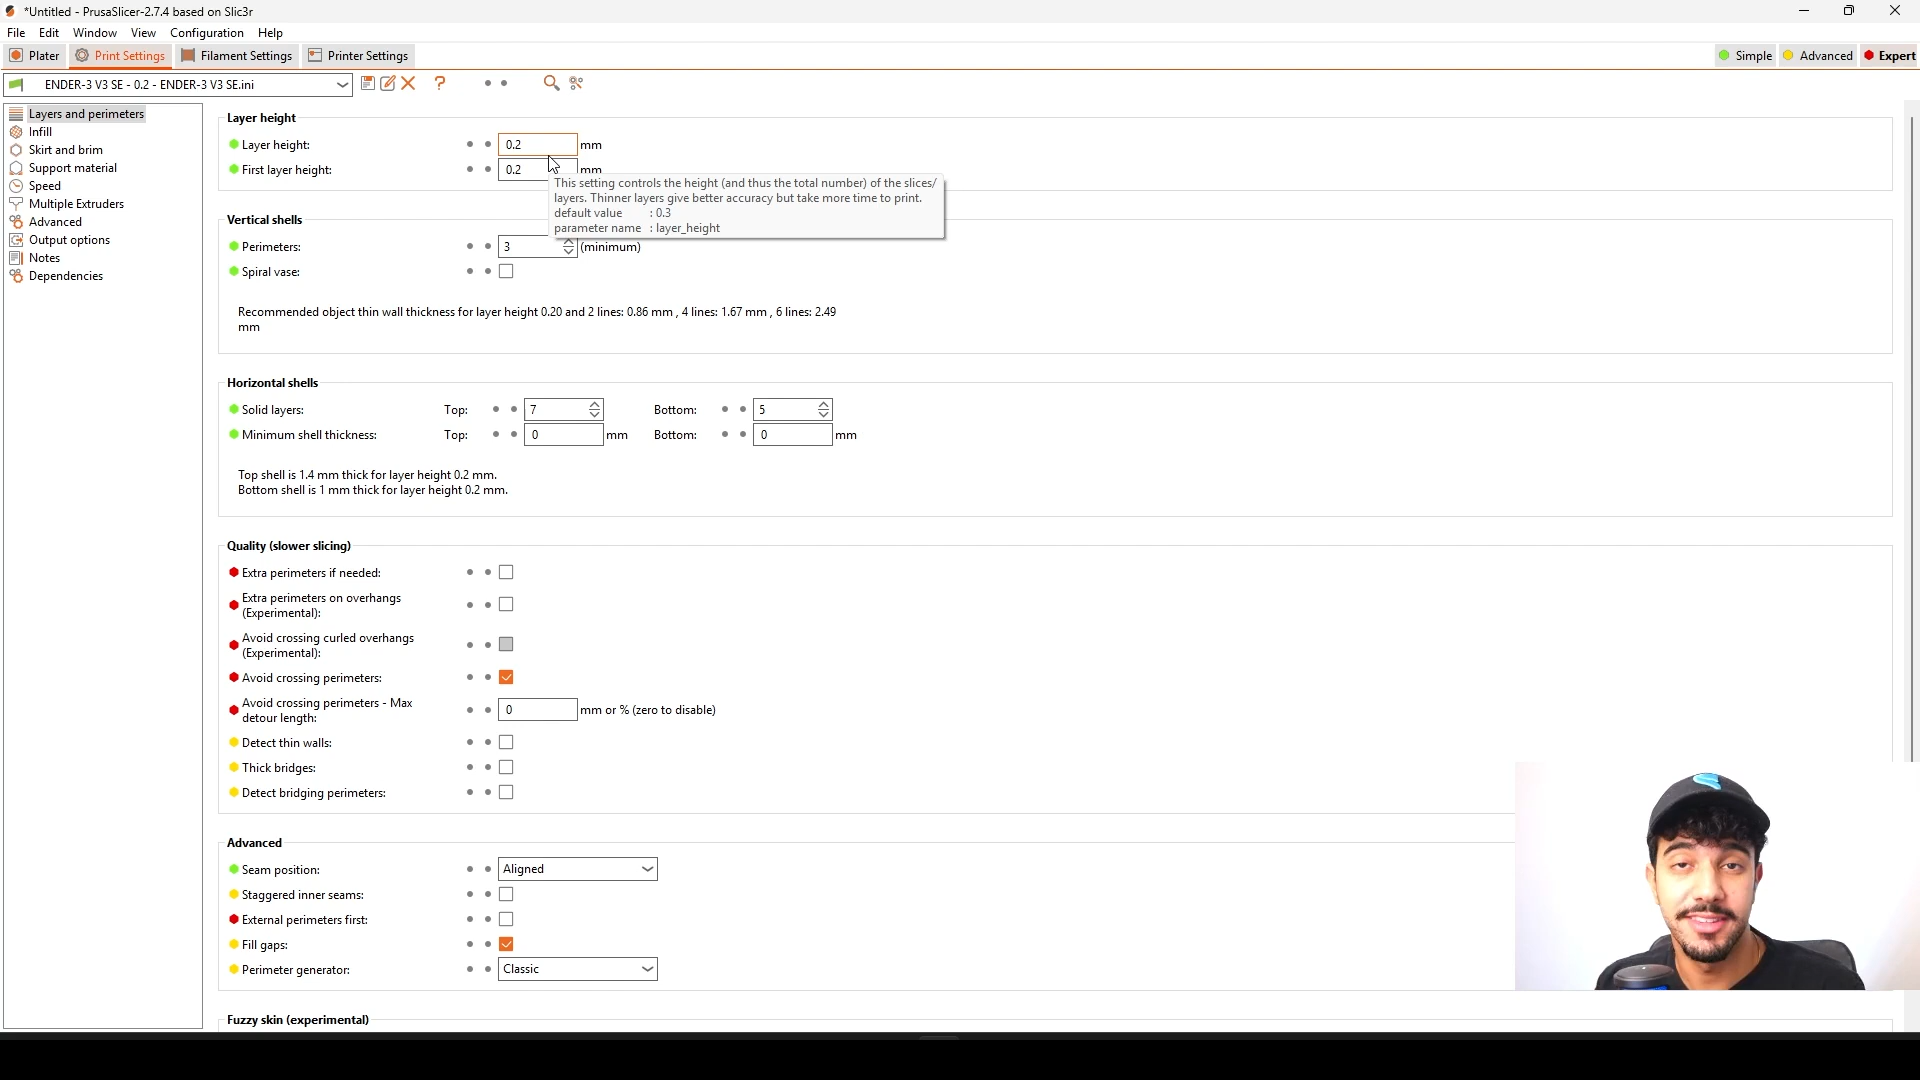 *Untitled - PrusaSlicer-2.7.4 based on Slic3r
File Edit Window View Configuration Help
Plater Print Settings Filament Settings Printer Settings Simple Advanced Expert
ENDER-3 V3 SE - 0.2 - ENDER-3 V3 SE.ini
Layers and perimeters
Infill
Skirt and brim
Support material
Speed
Multiple Extruders
Advanced
Output options
Notes
Dependencies
Layer height
Layer height: 0.2 mm
First layer height: 0.2 mm
This setting controls the height (and thus the total number) of the slices/
layers. Thinner layers give better accuracy but take more time to print.
default value : 0.3
parameter name : layer_height
Vertical shells
Perimeters: 3 (minimum)
Spiral vase:
Recommended object thin wall thickness for layer height 0.20 and 2 lines: 0.86 mm , 4 lines: 1.67 mm , 6 lines: 2.49
mm
Horizontal shells
Solid layers: Top: 7 Bottom: 5
Minimum shell thickness: Top: 0 mm Bottom: 0 mm
Top shell is 1.4 mm thick for layer height 0.2 mm.
Bottom shell is 1 mm thick for layer height 0.2 mm.
Quality (slower slicing)
Extra perimeters if needed:
Extra perimeters on overhangs
(Experimental):
Avoid crossing curled overhangs
(Experimental):
Avoid crossing perimeters:
Avoid crossing perimeters - Max
detour length: 0 mm or % (zero to disable)
Detect thin walls:
Thick bridges:
Detect bridging perimeters:
Advanced
Seam position: Aligned
Staggered inner seams:
External perimeters first:
Fill gaps:
Perimeter generator: Classic
Fuzzy skin (experimental)